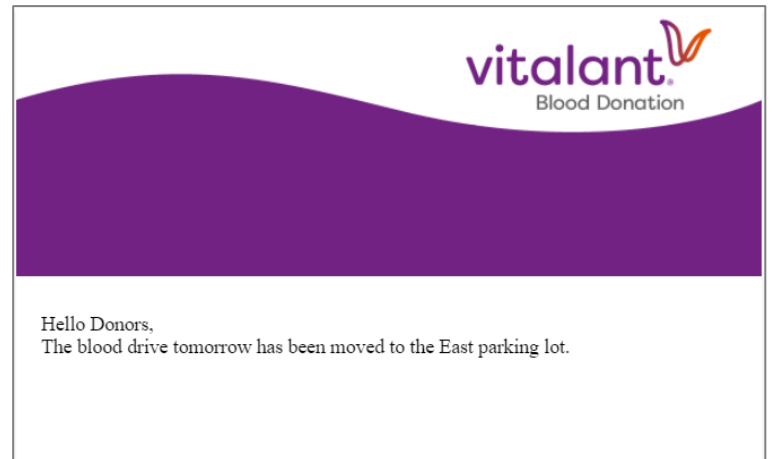 vitalant®
Blood Donation
Hello Donors,
The blood drive tomorrow has been moved to the East parking lot.